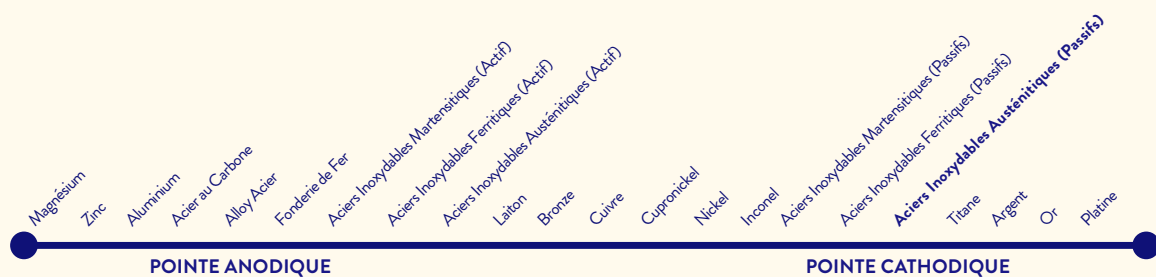 Magnésium
Zinc
Aluminium
Acier au Carbone
Alloy Acier
Fonderie de Fer
Aciers Inoxydables Martensitiques (Actif)
Aciers Inoxydables Ferritiques (Actif)
Aciers Inoxydables Austénitiques (Actif)
Laiton
Bronze
Cuivre
Cupronickel
Nickel
Inconel
Aciers Inoxydables Martensitiques (Passifs)
Aciers Inoxydables Ferritiques (Passifs)
Aciers Inoxydables Austénitiques (Passifs)
Titane
Argent
Or
Platine
POINTE ANODIQUE
POINTE CATHODIQUE